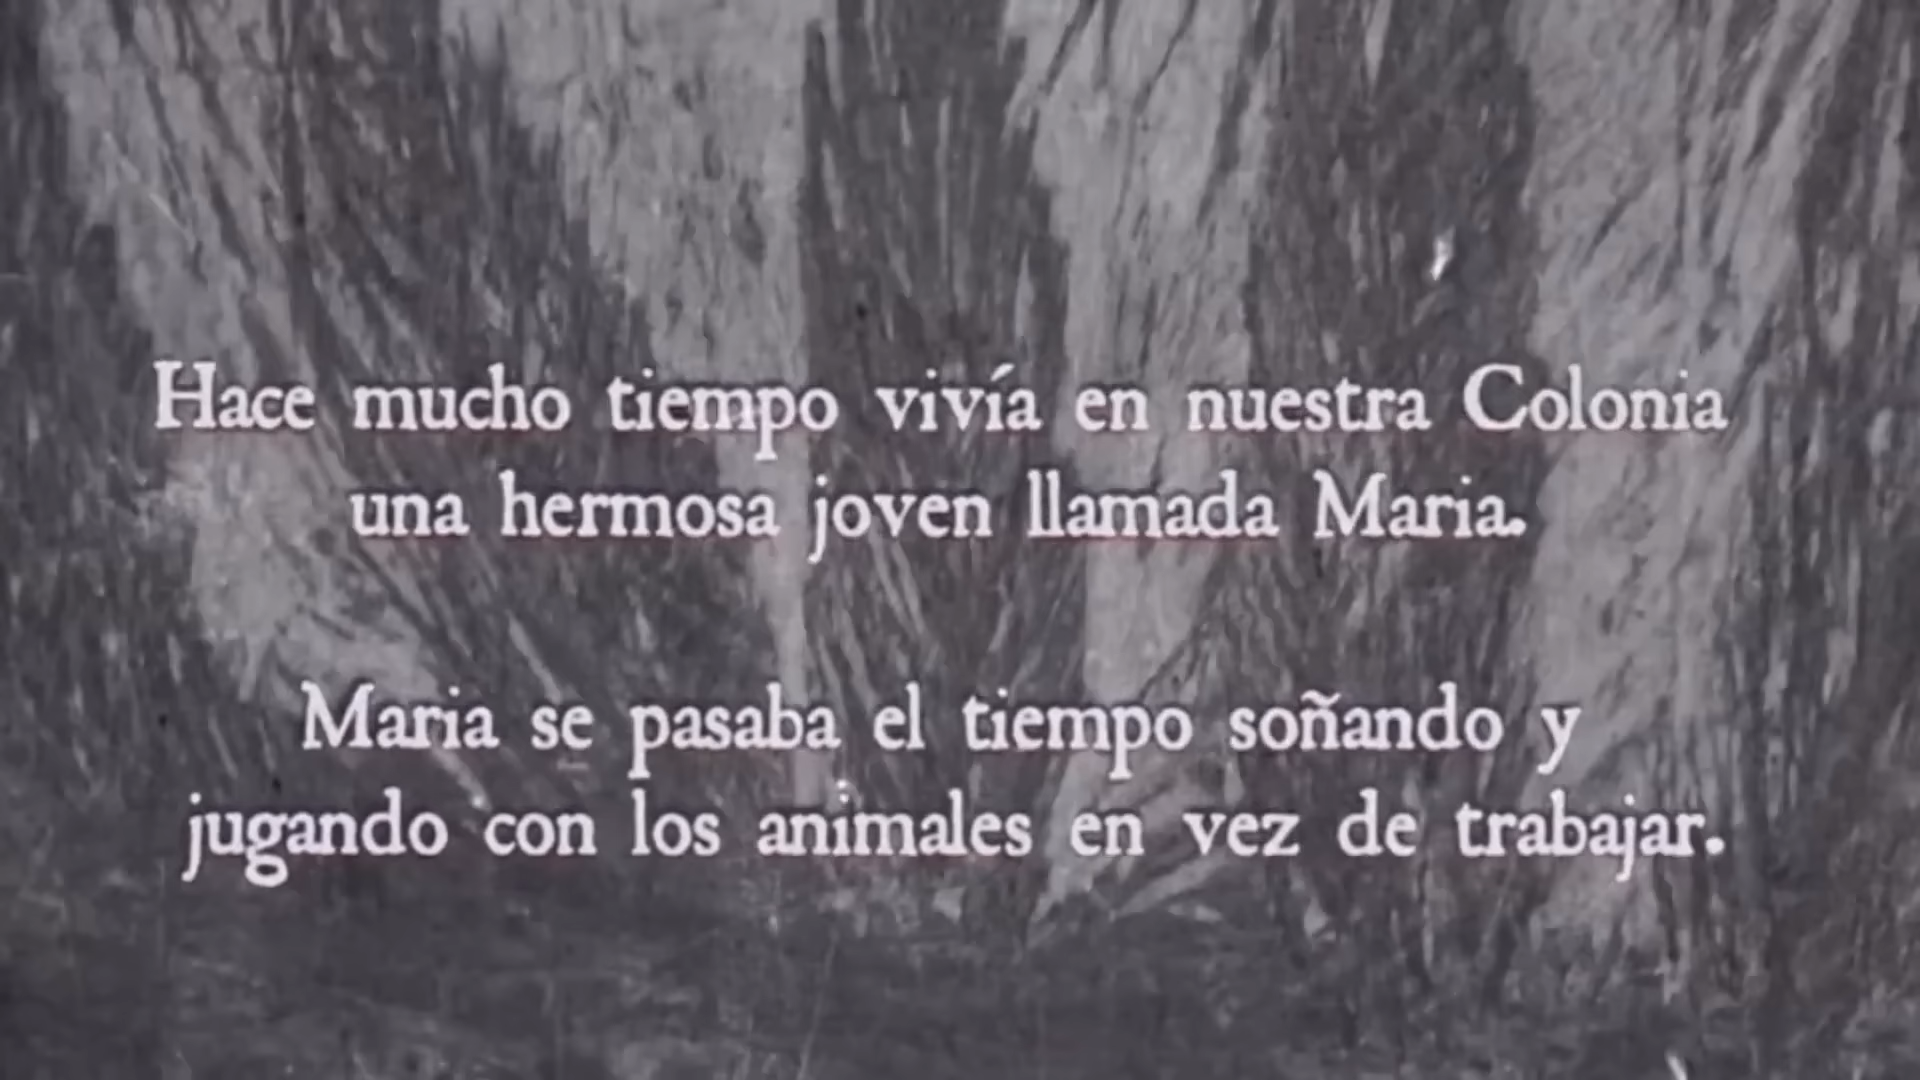 Hace mucho tiempo vivía en nuestra Colonia
una hermosa joven llamada Maria.
Maria se pasaba el tiempo soñando y
jugando con los animales en vez de trabajar.